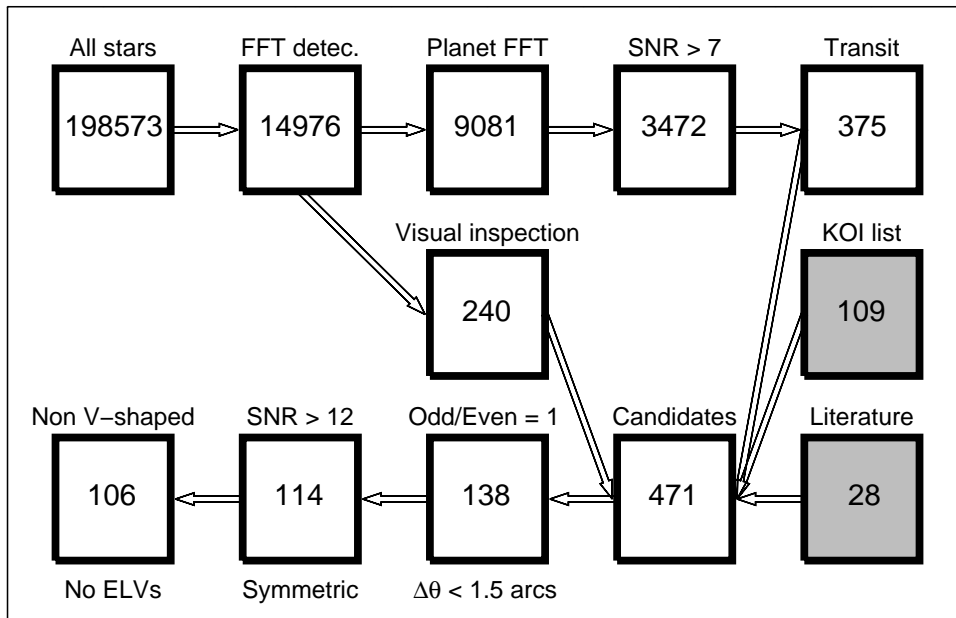 All stars FFT detec. Planet FFT SNR > 7 Transit
198573 14976 9081 3472 375
Visual inspection KOI list
240 109
Non V−shaped SNR > 12 Odd/Even = 1 Candidates Literature
106 114 138 471 28
No ELVs Symmetric Δθ < 1.5 arcs